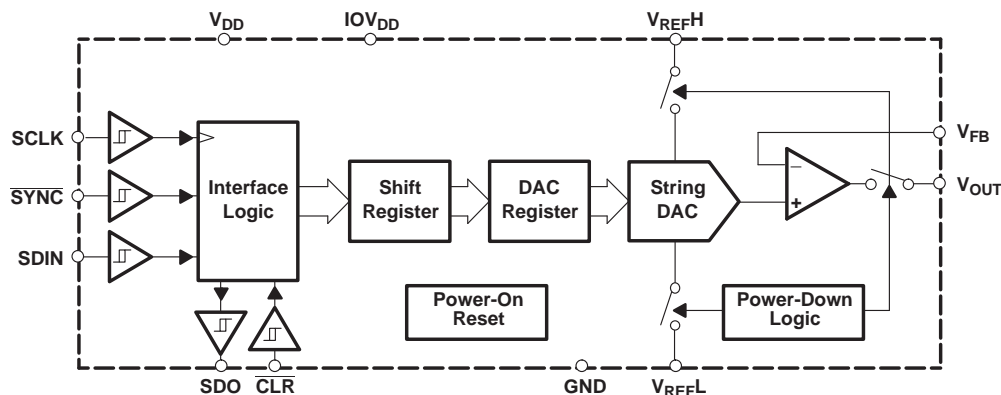 VDD
IOVDD
VREFH
SCLK
SYNC
SDIN
Interface
Logic
Shift
Register
DAC
Register
String
DAC
−
+
VFB
VOUT
Power-On
Reset
Power-Down
Logic
SDO
CLR
GND
VREFL